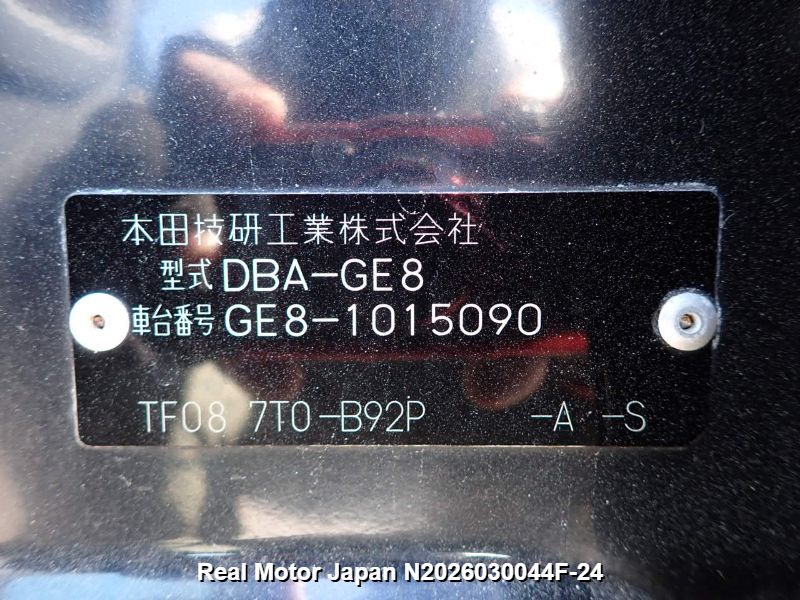 本田技研工業株式会社
型式 DBA-GE8
車台番号 GE8-1015090
TF08 7T0-B92P -A -S
Real Motor Japan N2026030044F-24